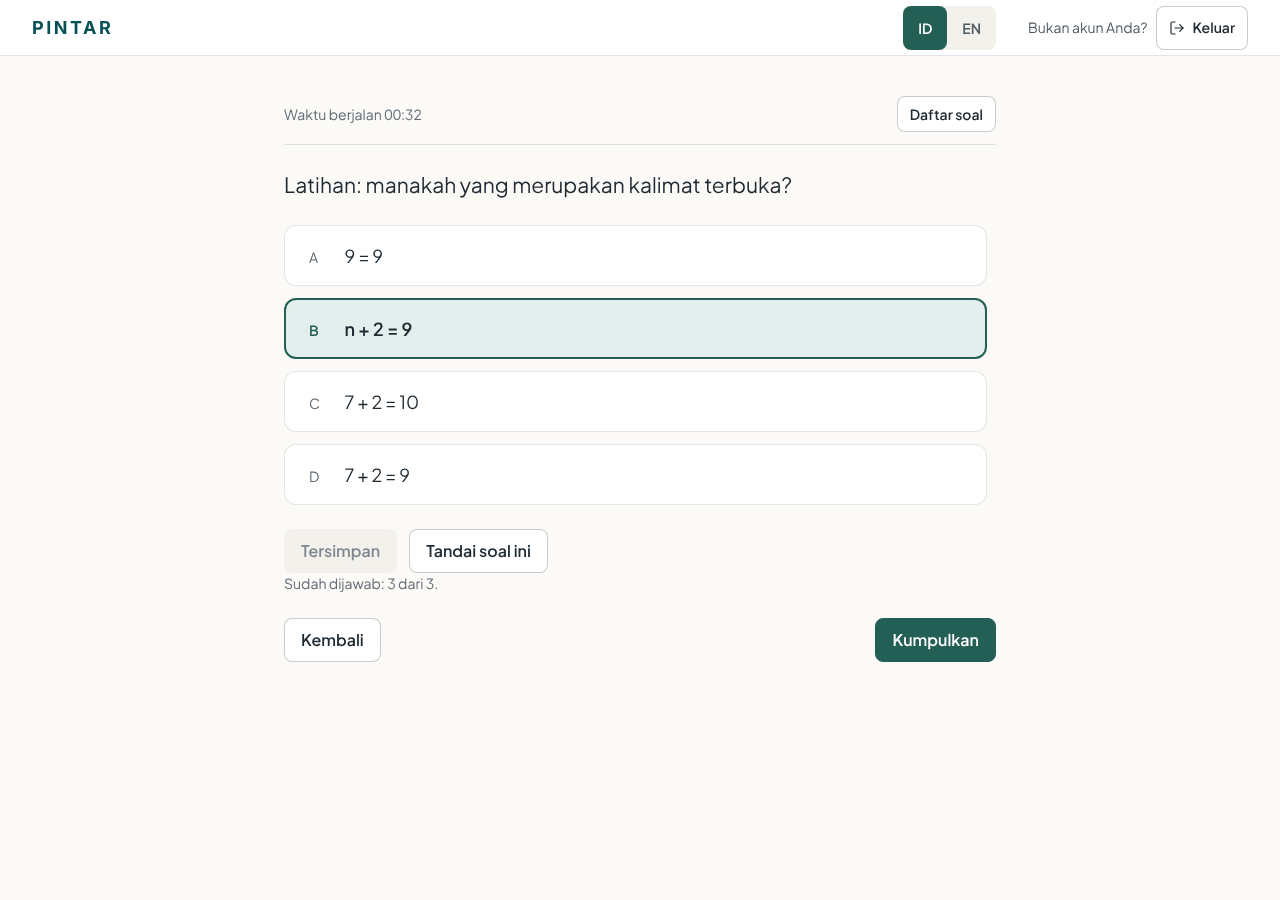 PINTAR
ID EN Bukan akun Anda? Keluar
Waktu berjalan 00:32 Daftar soal
Latihan: manakah yang merupakan kalimat terbuka?
A 9 = 9
B n + 2 = 9
C 7 + 2 = 10
D 7 + 2 = 9
Tersimpan Tandai soal ini
Sudah dijawab: 3 dari 3.
Kembali Kumpulkan